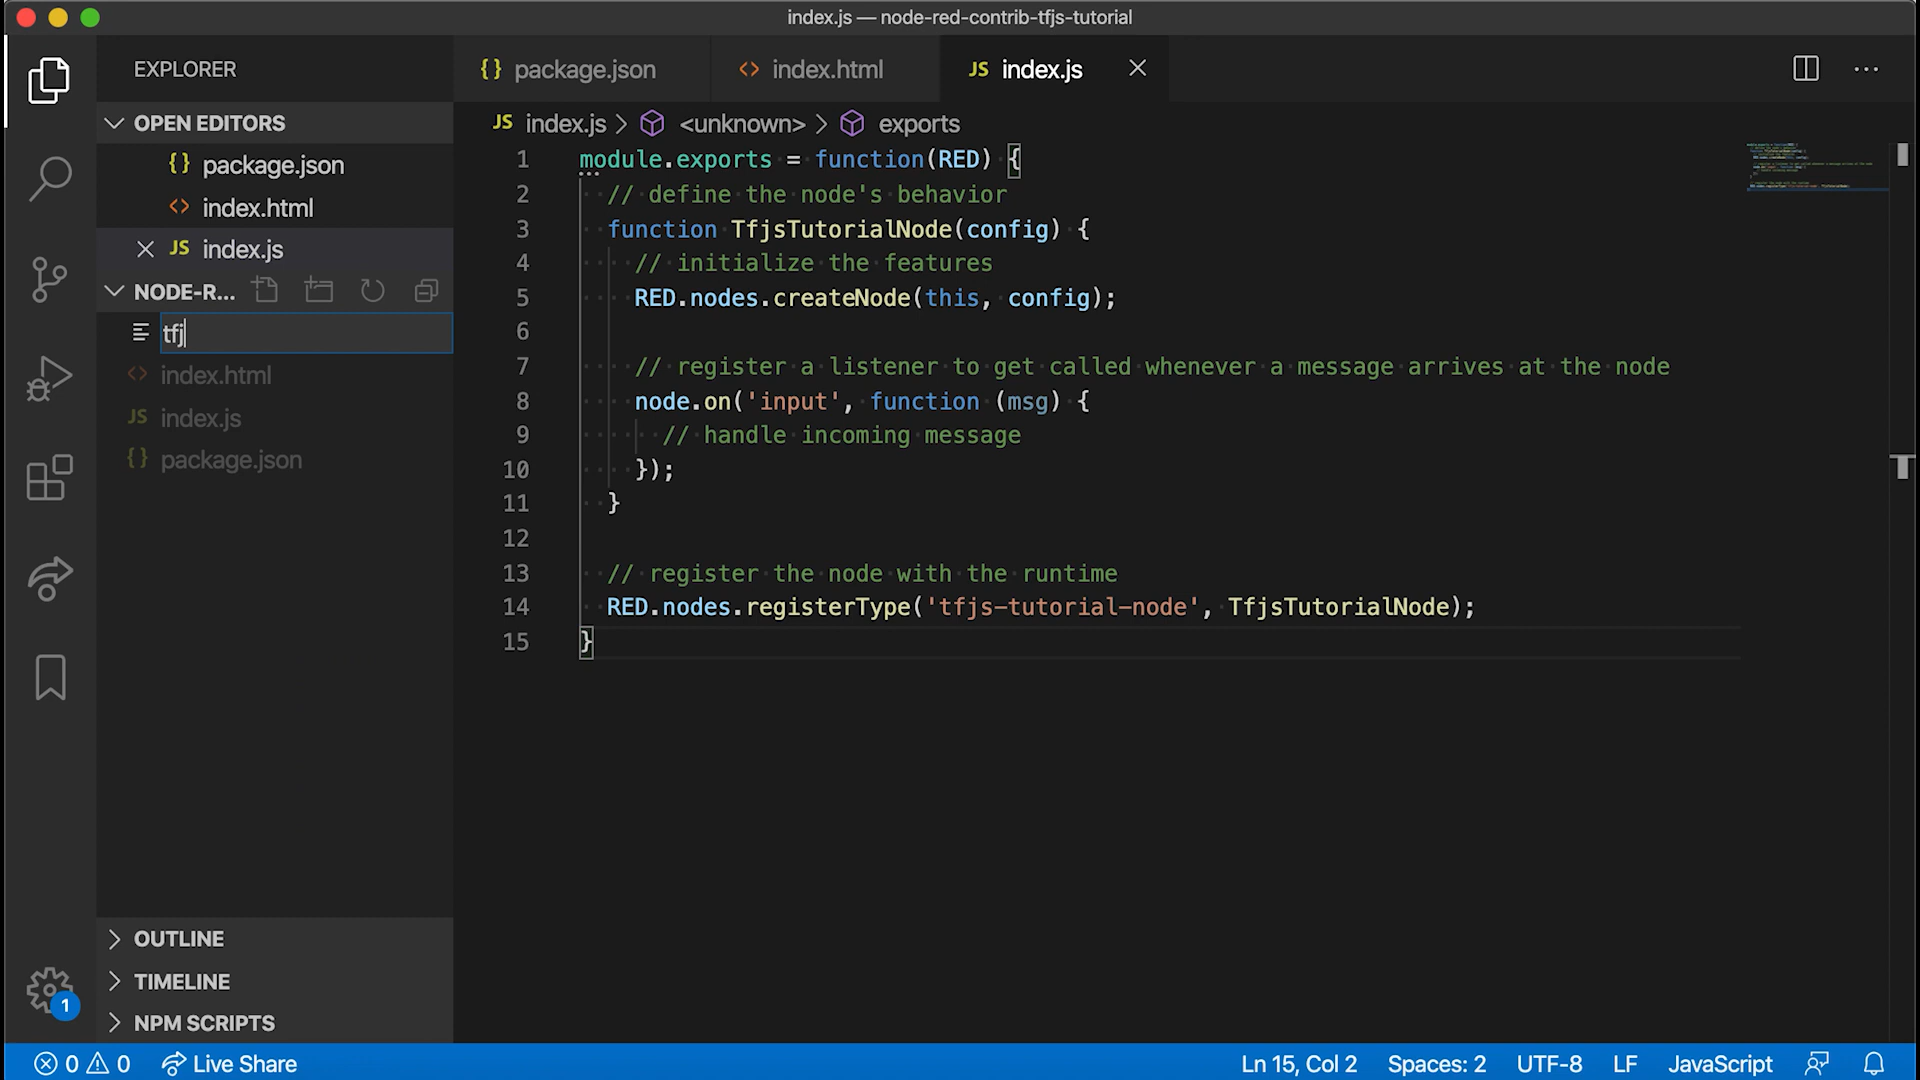 index.js — node-red-contrib-tfjs-tutorial
EXPLORER
{} package.json
<> index.html
JS index.js
OPEN EDITORS
{} package.json
<> index.html
JS index.js
NODE-R...
tfj
<> index.html
JS index.js
{} package.json
OUTLINE
TIMELINE
NPM SCRIPTS
1
JS index.js > <unknown> > exports
1 module.exports = function(RED) {
2 // define the node's behavior
3 function TfjsTutorialNode(config) {
4 // initialize the features
5 RED.nodes.createNode(this, config);
6
7 // register a listener to get called whenever a message arrives at the node
8 node.on('input', function (msg) {
9 // handle incoming message
10 });
11 }
12
13 // register the node with the runtime
14 RED.nodes.registerType('tfjs-tutorial-node', TfjsTutorialNode);
15 }
0 0 Live Share
Ln 15, Col 2 Spaces: 2 UTF-8 LF JavaScript